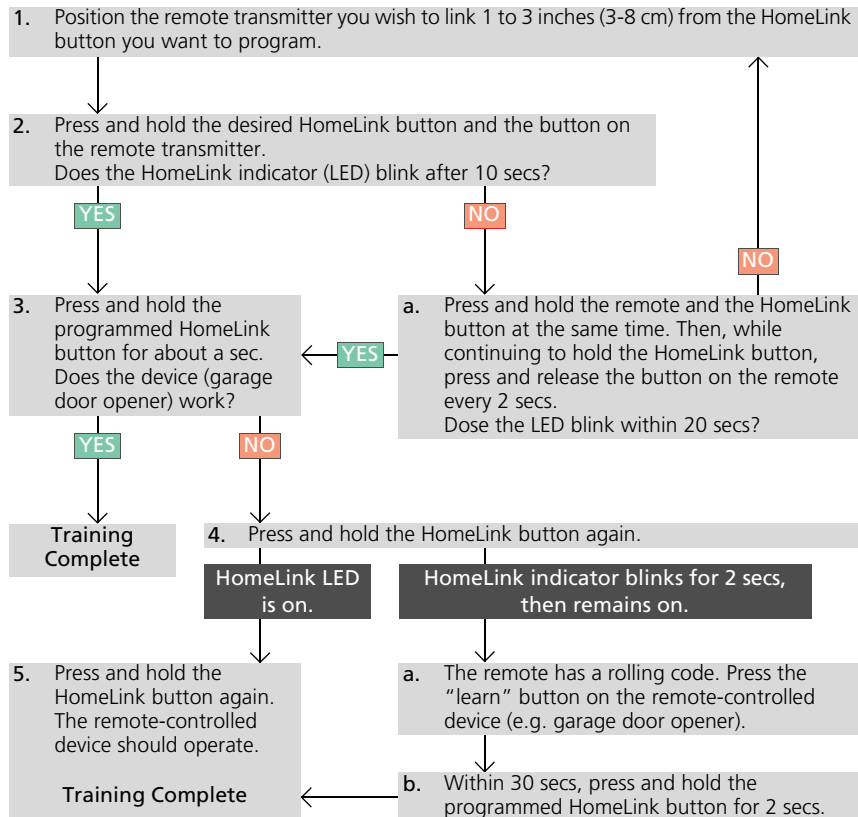 1. Position the remote transmitter you wish to link 1 to 3 inches (3-8 cm) from the HomeLink
button you want to program.
2. Press and hold the desired HomeLink button and the button on
the remote transmitter.
Does the HomeLink indicator (LED) blink after 10 secs?
YES
NO
NO
3. Press and hold the
programmed HomeLink
button for about a sec.
Does the device (garage
door opener) work?
YES
a. Press and hold the remote and the HomeLink
button at the same time. Then, while
continuing to hold the HomeLink button,
press and release the button on the remote
every 2 secs.
Dose the LED blink within 20 secs?
YES
NO
Training
Complete
4. Press and hold the HomeLink button again.
HomeLink LED
is on.
HomeLink indicator blinks for 2 secs,
then remains on.
5. Press and hold the
HomeLink button again.
The remote-controlled
device should operate.
Training Complete
a. The remote has a rolling code. Press the
“learn” button on the remote-controlled
device (e.g. garage door opener).
b. Within 30 secs, press and hold the
programmed HomeLink button for 2 secs.